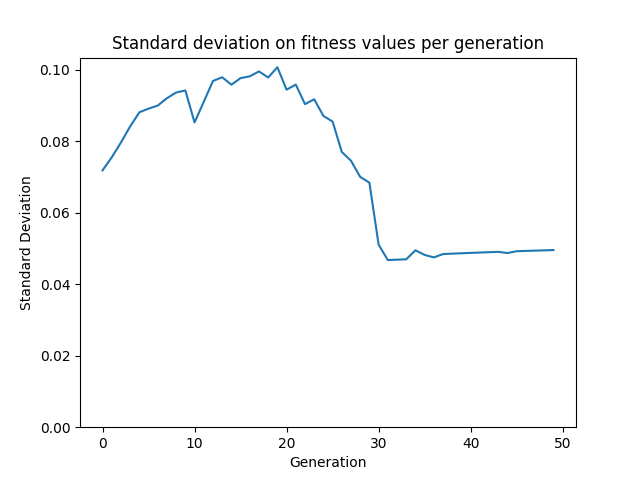 Standard deviation on fitness values per generation
0.10
0.08
0.06
0.04
0.02
0.00
Standard Deviation
0 10 20 30 40 50
Generation